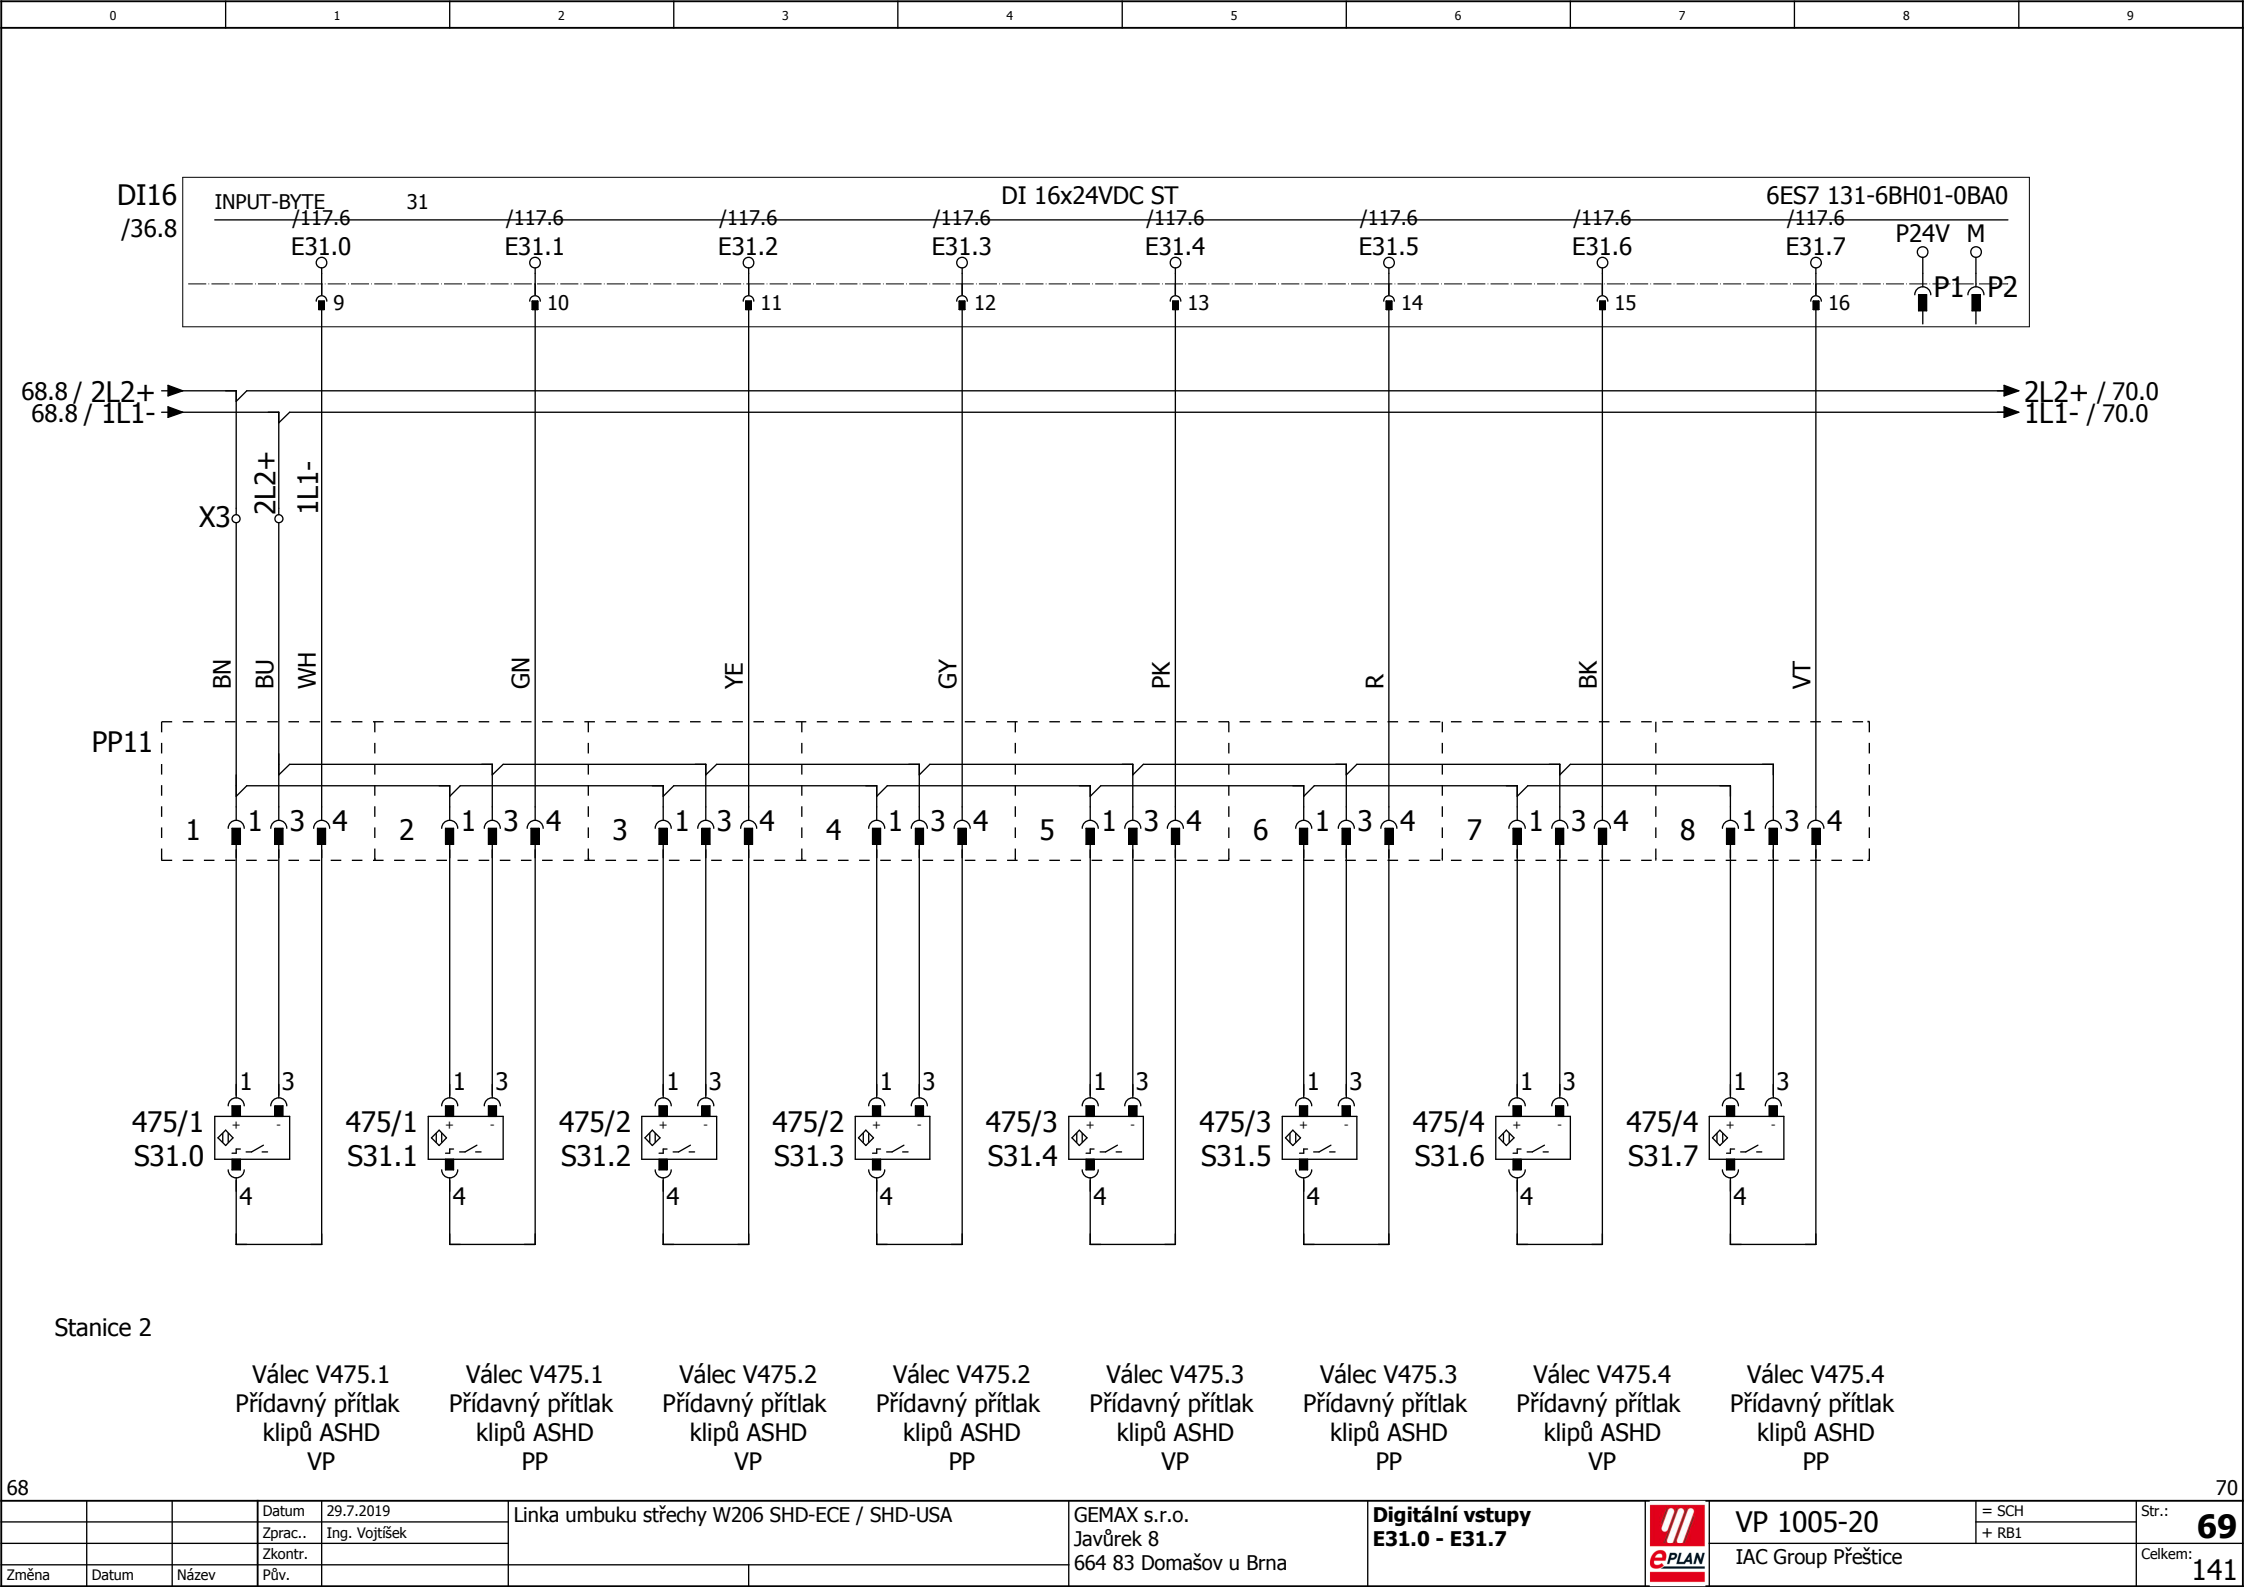 0 1 2 3 4 5 6 7 8 9
DI16
/36.8
INPUT-BYTE 31 DI 16x24VDC ST 6ES7 131-6BH01-0BA0
/117.6 /117.6 /117.6 /117.6 /117.6 /117.6 /117.6 /117.6
E31.0 E31.1 E31.2 E31.3 E31.4 E31.5 E31.6 E31.7 P24V M
9 10 11 12 13 14 15 16 P1 P2
68.8 / 2L2+ 2L2+ / 70.0
68.8 / 1L1- 1L1- / 70.0
X3 2L2+ 1L1-
BN BU WH GN YE GY PK R BK VT
PP11
1 1 3 4 2 1 3 4 3 1 3 4 4 1 3 4 5 1 3 4 6 1 3 4 7 1 3 4 8 1 3 4
1 3 1 3 1 3 1 3 1 3 1 3 1 3 1 3
475/1 475/1 475/2 475/2 475/3 475/3 475/4 475/4
+ - + - + - + - + - + - + - + -
S31.0 S31.1 S31.2 S31.3 S31.4 S31.5 S31.6 S31.7
4 4 4 4 4 4 4 4
Stanice 2
Válec V475.1 Válec V475.1 Válec V475.2 Válec V475.2 Válec V475.3 Válec V475.3 Válec V475.4 Válec V475.4
Přídavný přítlak Přídavný přítlak Přídavný přítlak Přídavný přítlak Přídavný přítlak Přídavný přítlak Přídavný přítlak Přídavný přítlak
klipů ASHD klipů ASHD klipů ASHD klipů ASHD klipů ASHD klipů ASHD klipů ASHD klipů ASHD
VP PP VP PP VP PP VP PP
68 70
Datum 29.7.2019
Zprac.. Ing. Vojtíšek
Zkontr.
Změna Datum Název Pův.
Linka umbuku střechy W206 SHD-ECE / SHD-USA
GEMAX s.r.o.
Javůrek 8
664 83 Domašov u Brna
Digitální vstupy
E31.0 - E31.7
ePLAN
VP 1005-20
IAC Group Přeštice
= SCH
+ RB1
Str.: 69
Celkem: 141